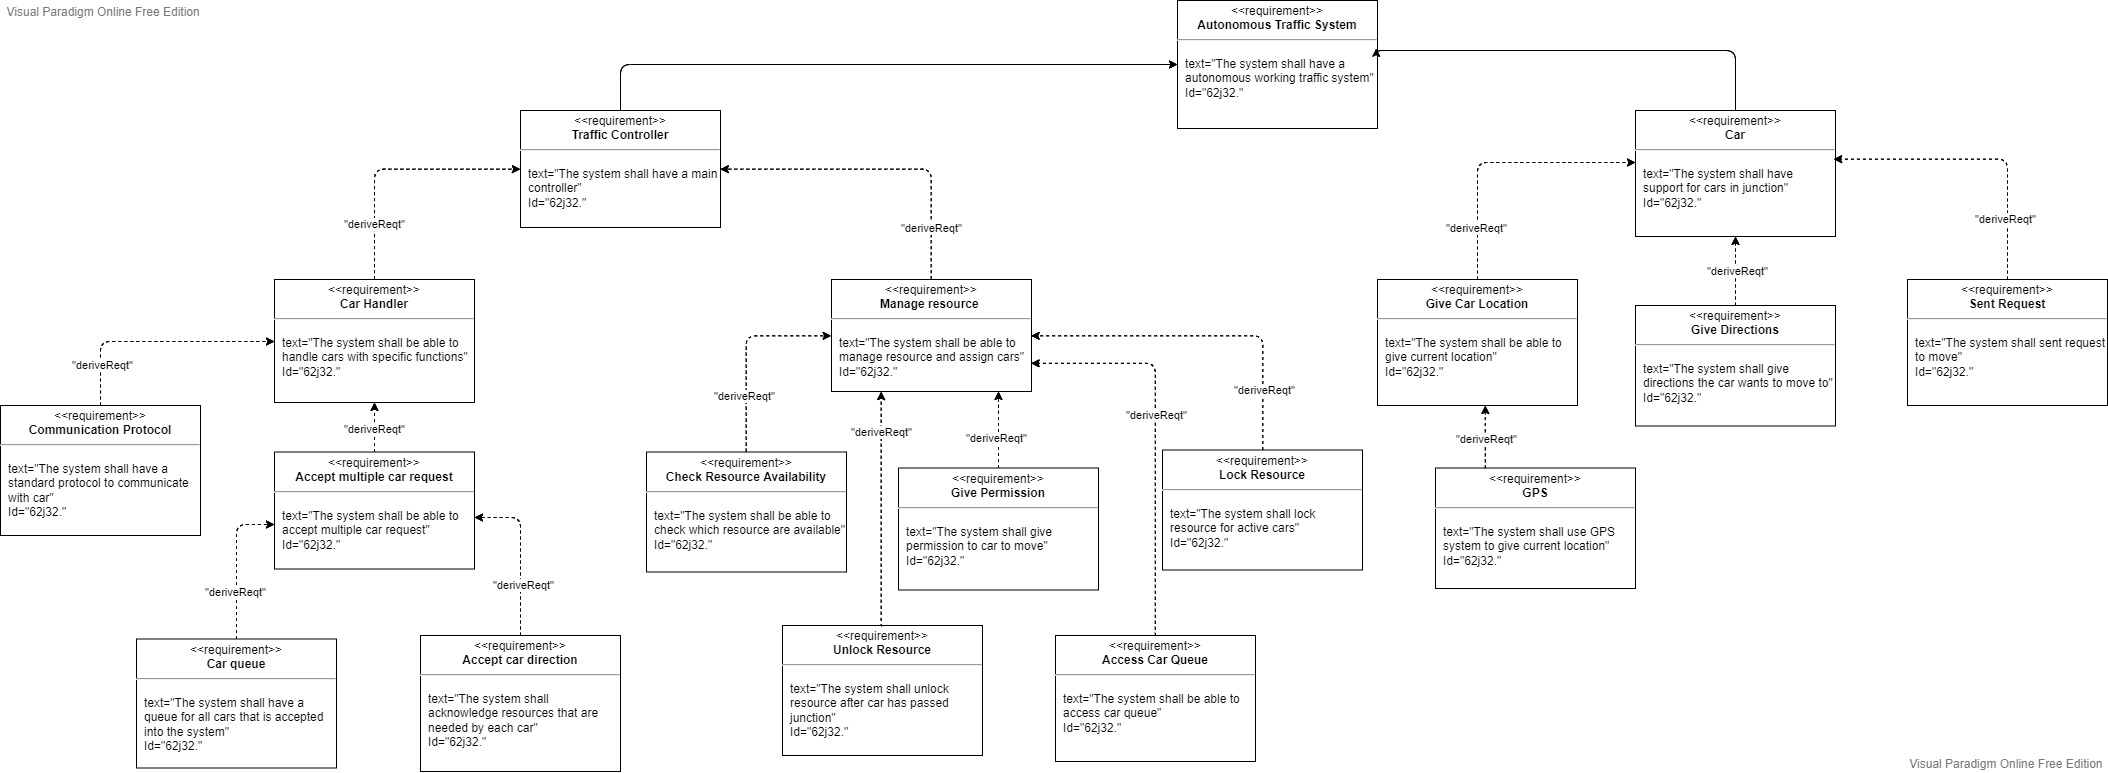 Visual Paradigm Online Free Edition
<<requirement>>
Autonomous Traffic System
text="The system shall have a
autonomous working traffic system"
Id="62j32."
<<requirement>>
Traffic Controller
text="The system shall have a main
controller"
Id="62j32."
<<requirement>>
Car
text="The system shall have
support for cars in junction"
Id="62j32."
"deriveReqt"
"deriveReqt"
"deriveReqt"
"deriveReqt"
"deriveReqt"
<<requirement>>
Car Handler
text="The system shall be able to
handle cars with specific functions"
Id="62j32."
<<requirement>>
Manage resource
text="The system shall be able to
manage resource and assign cars"
Id="62j32."
<<requirement>>
Give Car Location
text="The system shall be able to
give current location"
Id="62j32."
<<requirement>>
Give Directions
text="The system shall give
directions the car wants to move to"
Id="62j32."
<<requirement>>
Sent Request
text="The system shall sent request
to move"
Id="62j32."
"deriveReqt"
"deriveReqt"
"deriveReqt"
"deriveReqt"
"deriveReqt"
"deriveReqt"
"deriveReqt"
"deriveReqt"
<<requirement>>
Communication Protocol
text="The system shall have a
standard protocol to communicate
with car"
Id="62j32."
<<requirement>>
Accept multiple car request
text="The system shall be able to
accept multiple car request"
Id="62j32."
<<requirement>>
Check Resource Availability
text="The system shall be able to
check which resource are available"
Id="62j32."
<<requirement>>
Give Permission
text="The system shall give
permission to car to move"
Id="62j32."
<<requirement>>
Lock Resource
text="The system shall lock
resource for active cars"
Id="62j32."
<<requirement>>
GPS
text="The system shall use GPS
system to give current location"
Id="62j32."
"deriveReqt"
"deriveReqt"
<<requirement>>
Car queue
text="The system shall have a
queue for all cars that is accepted
into the system"
Id="62j32."
<<requirement>>
Accept car direction
text="The system shall
acknowledge resources that are
needed by each car"
Id="62j32."
<<requirement>>
Unlock Resource
text="The system shall unlock
resource after car has passed
junction"
Id="62j32."
<<requirement>>
Access Car Queue
text="The system shall be able to
access car queue"
Id="62j32."
Visual Paradigm Online Free Edition